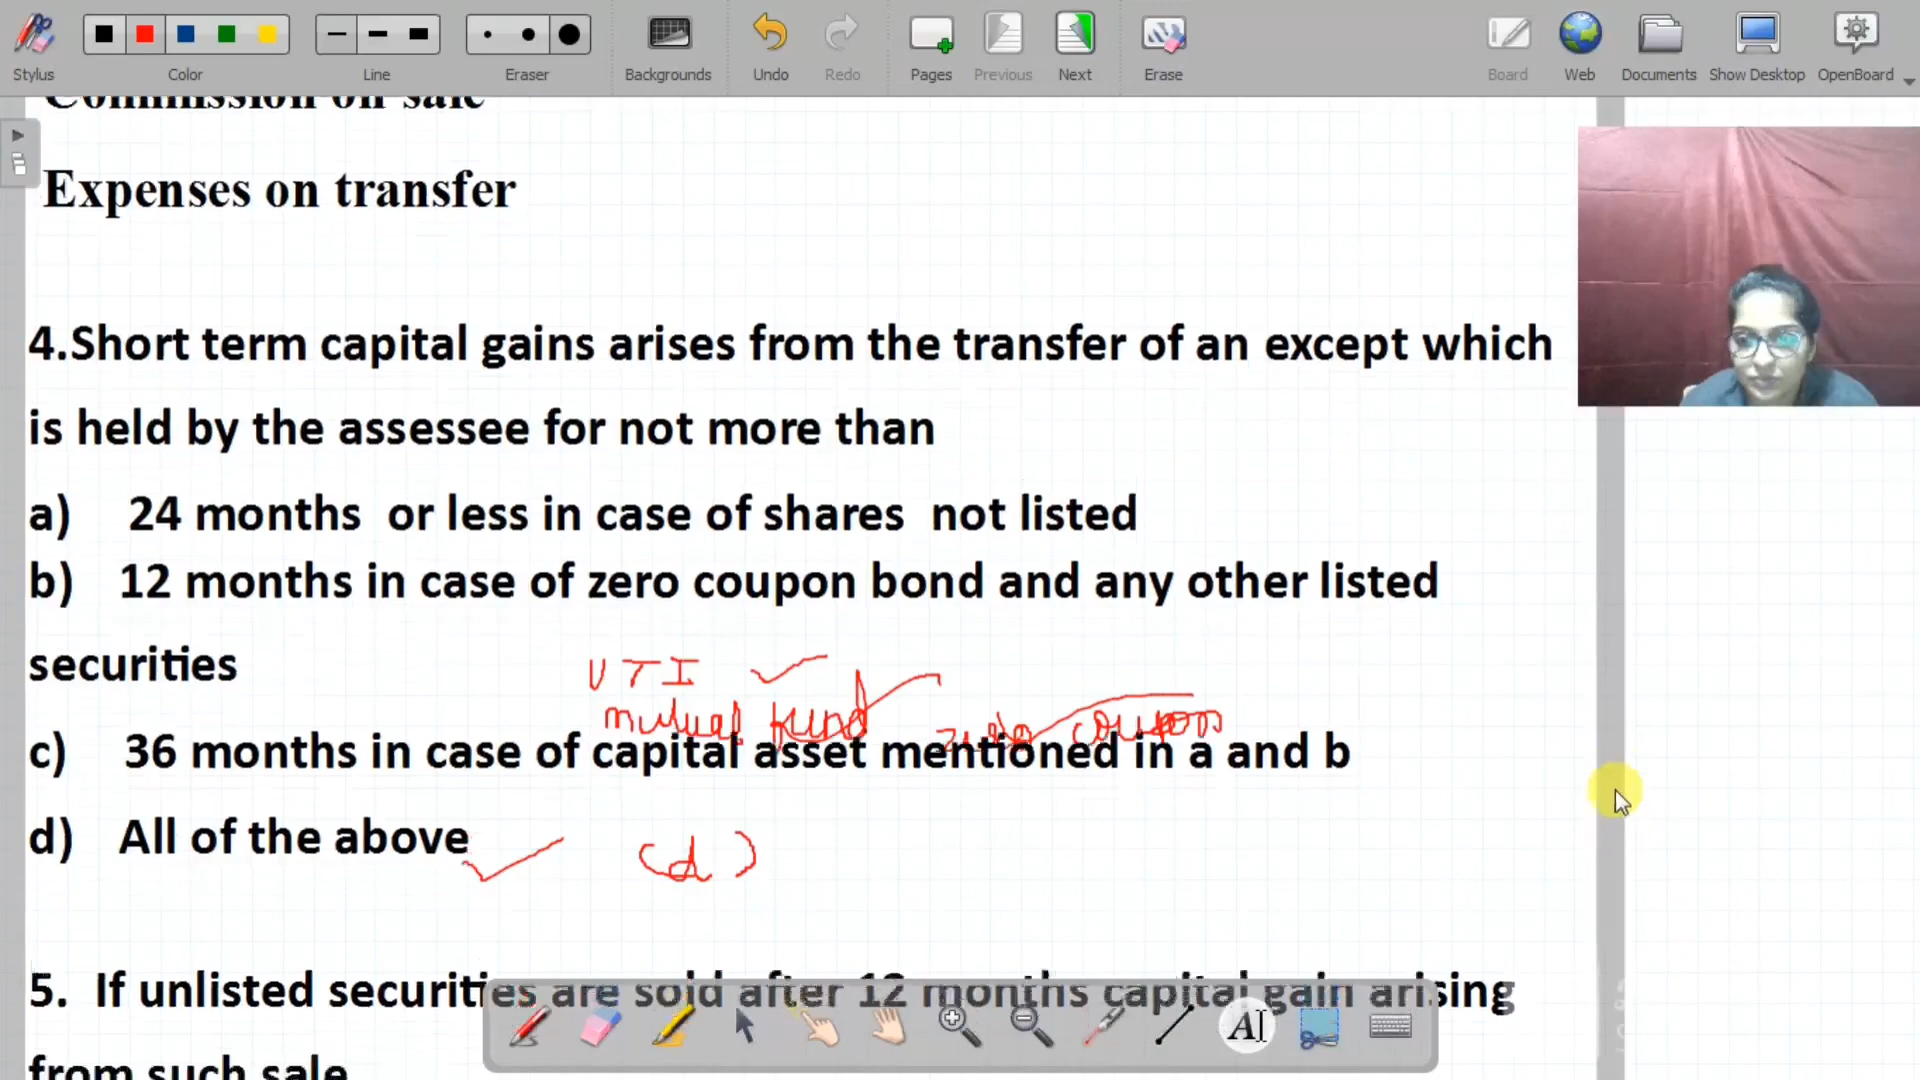 Stylus
Color
Line
Eraser
Backgrounds
Undo
Redo
Pages
Previous
Next
Erase
Board
Web
Documents
Show Desktop
OpenBoard
Commission on sale
Expenses on transfer
4.Short term capital gains arises from the transfer of an except which
is held by the assessee for not more than
a) 24 months or less in case of shares not listed
b) 12 months in case of zero coupon bond and any other listed
securities
UTI
mutual fund zero coupon
c) 36 months in case of capital asset mentioned in a and b
d) All of the above
(d)
5. If unlisted securities are sold after 12 months capital gain arising
from such sale